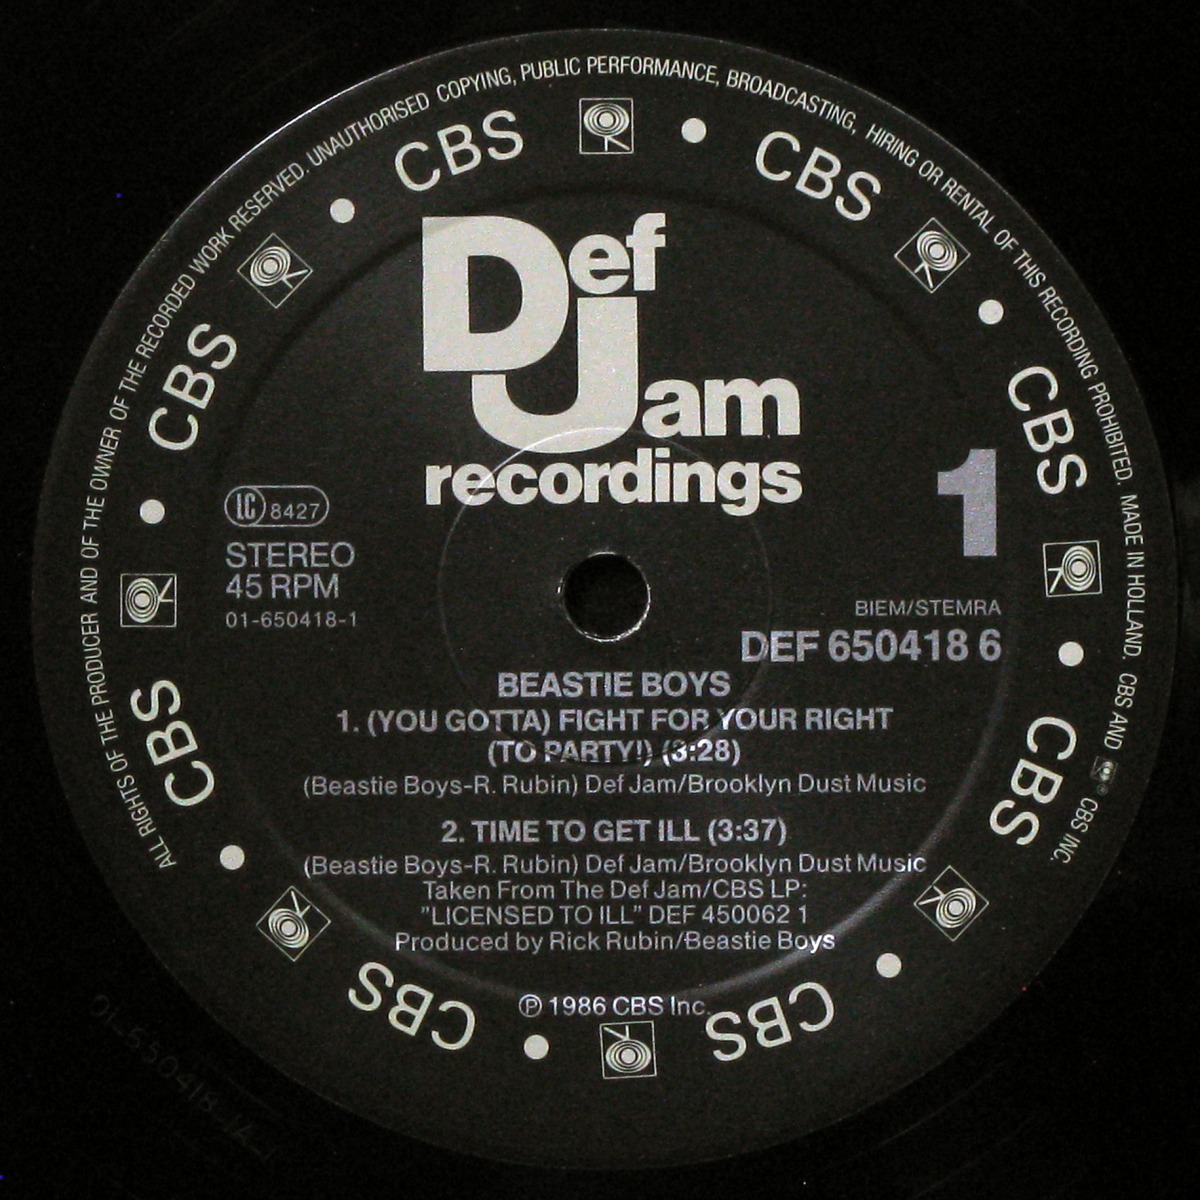 ALL RIGHTS OF THE PRODUCER AND OF THE OWNER OF THE RECORDED WORK RESERVED. UNAUTHORISED COPYING, PUBLIC PERFORMANCE, BROADCASTING, HIRING OR RENTAL OF THIS RECORDING PROHIBITED. MADE IN HOLLAND. CBS AND ® CBS INC.
CBS
CBS
CBS
CBS
CBS
CBS
CBS
CBS
Def
Jam
recordings
1
LC 8427
STEREO
45 RPM
01-650418-1
BIEM/STEMRA
DEF 650418 6
BEASTIE BOYS
1. (YOU GOTTA) FIGHT FOR YOUR RIGHT
(TO PARTY!) (3:28)
(Beastie Boys-R. Rubin) Def Jam/Brooklyn Dust Music
2. TIME TO GET ILL (3:37)
(Beastie Boys-R. Rubin) Def Jam/Brooklyn Dust Music
Taken From The Def Jam/CBS LP:
"LICENSED TO ILL" DEF 450062 1
Produced by Rick Rubin/Beastie Boys
℗ 1986 CBS Inc.